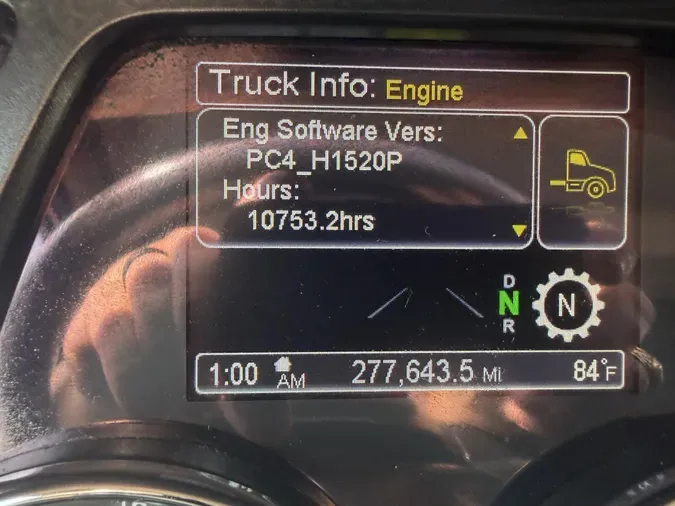 Truck Info: Engine
Eng Software Vers:
PC4_H1520P
Hours:
10753.2hrs
D
N
R
N
1:00 AM 277,643.5 MI 84°F